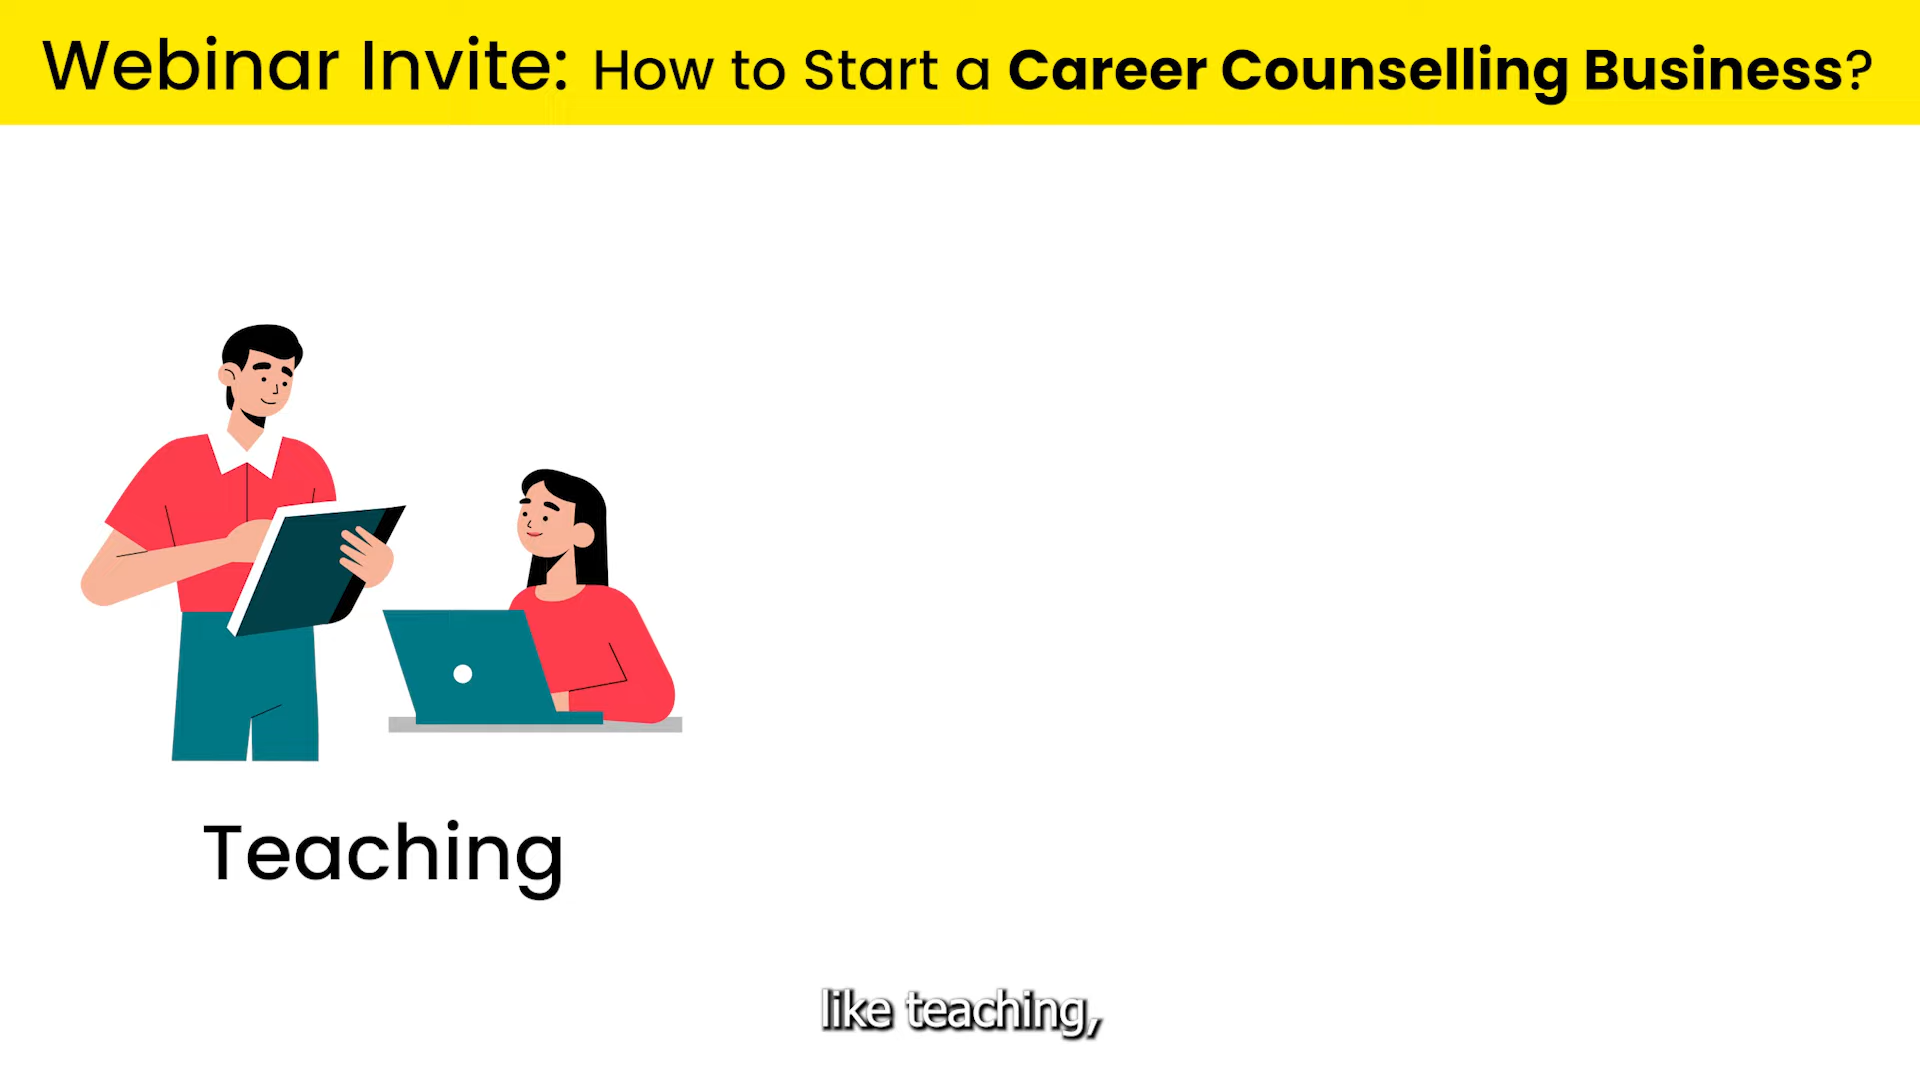 Webinar Invite: How to Start a Career Counselling Business?
Teaching
like teaching,